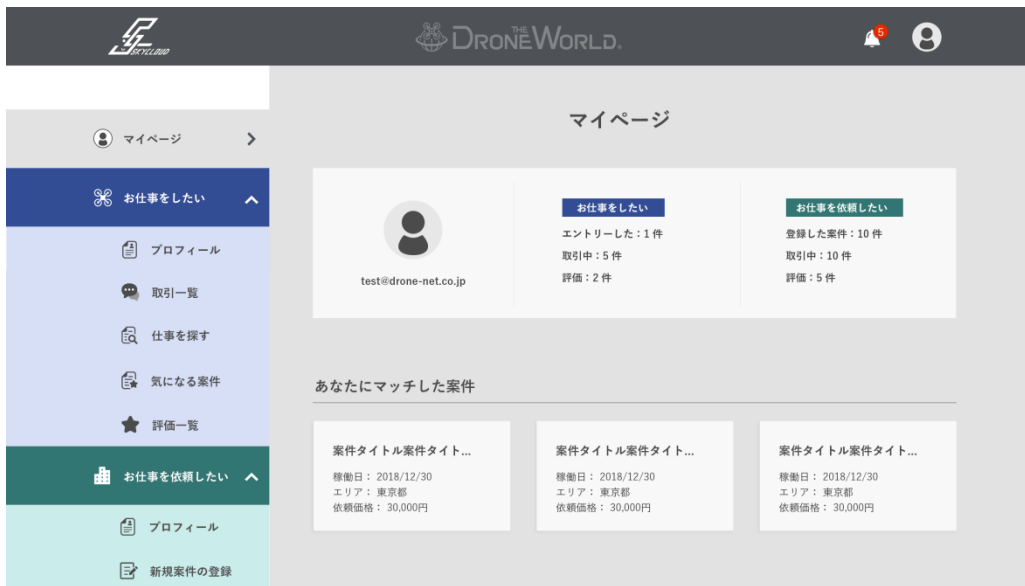 SKYCLOUD
THE
DRONEWORLD.
5
マイページ
お仕事をしたい
プロフィール
取引一覧
仕事を探す
気になる案件
評価一覧
お仕事を依頼したい
プロフィール
新規案件の登録
マイページ
test@drone-net.co.jp
お仕事をしたい
エントリーした：1 件
取引中：5 件
評価：2 件
お仕事を依頼したい
登録した案件：10 件
取引中：10 件
評価：5 件
あなたにマッチした案件
案件タイトル案件タイト...
稼働日： 2018/12/30
エリア： 東京都
依頼価格： 30,000円
案件タイトル案件タイト...
稼働日： 2018/12/30
エリア： 東京都
依頼価格： 30,000円
案件タイトル案件タイト...
稼働日： 2018/12/30
エリア： 東京都
依頼価格： 30,000円